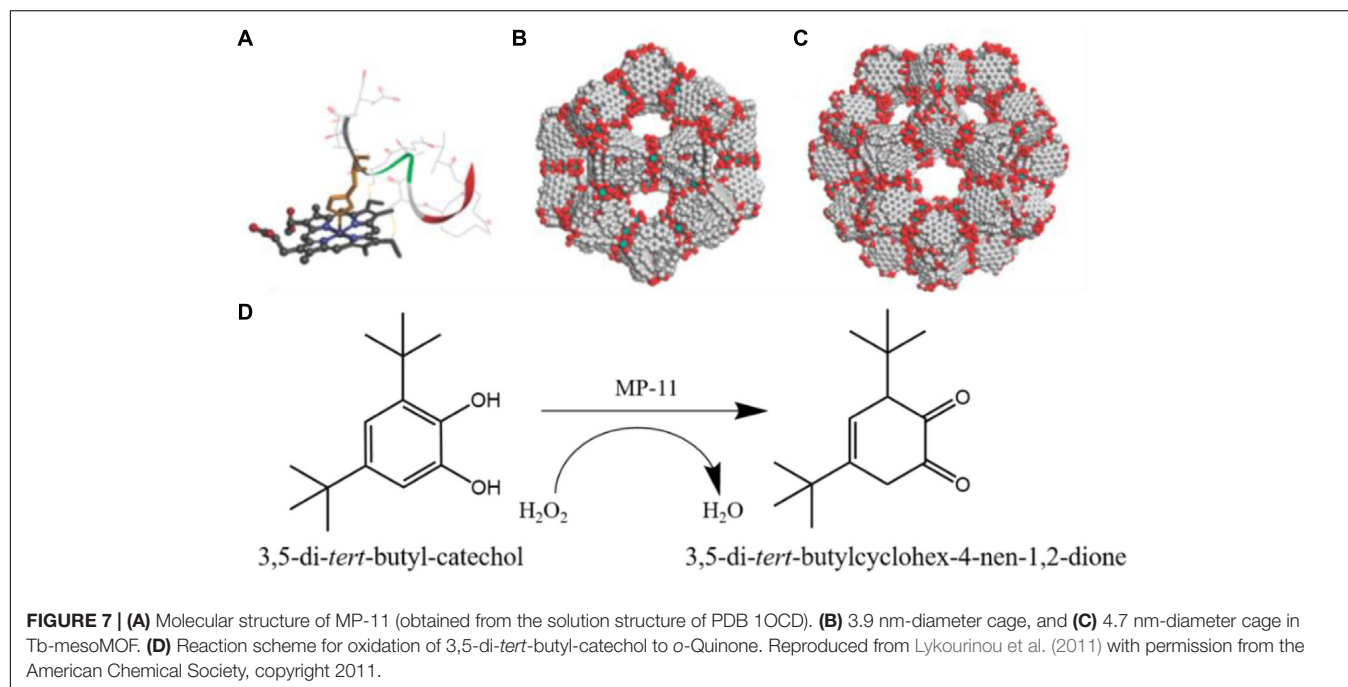 A
B
C
D
OH
OH
MP-11
H₂O₂
H₂O
O
O
3,5-di-tert-butyl-catechol
3,5-di-tert-butylcyclohex-4-nen-1,2-dione
FIGURE 7 | (A) Molecular structure of MP-11 (obtained from the solution structure of PDB 1OCD). (B) 3.9 nm-diameter cage, and (C) 4.7 nm-diameter cage in
Tb-mesoMOF. (D) Reaction scheme for oxidation of 3,5-di-tert-butyl-catechol to o-Quinone. Reproduced from Lykourinou et al. (2011) with permission from the
American Chemical Society, copyright 2011.